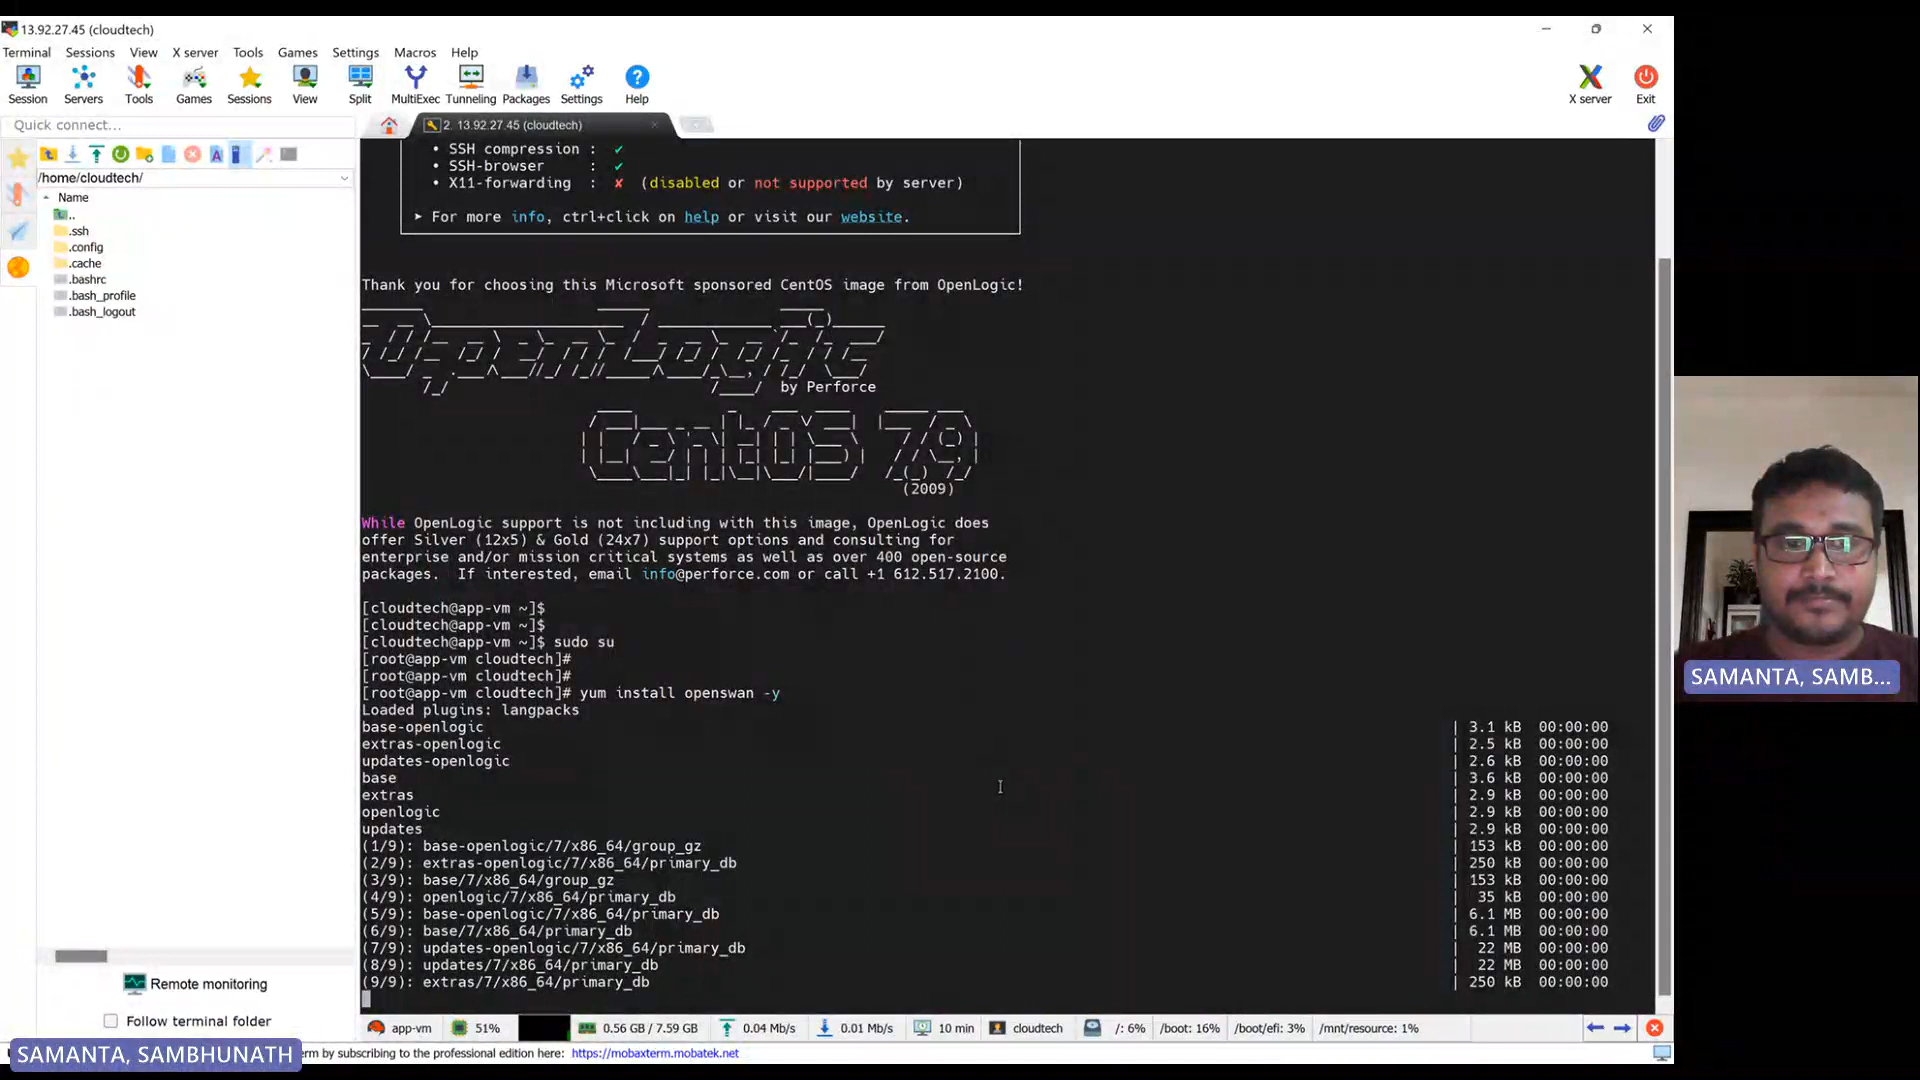 13.92.27.45 (cloudtech)
Terminal Sessions View X server Tools Games Settings Macros Help
Session Servers Tools Games Sessions View Split MultiExec Tunneling Packages Settings Help X server Exit
Quick connect...
2. 13.92.27.45 (cloudtech)
/home/cloudtech/
Name
..
.ssh
.config
.cache
.bashrc
.bash_profile
.bash_logout
Remote monitoring
Follow terminal folder
• SSH compression : ✔
• SSH-browser : ✔
• X11-forwarding : ✘ (disabled or not supported by server)
► For more info, ctrl+click on help or visit our website.
Thank you for choosing this Microsoft sponsored CentOS image from OpenLogic!
OpenLogic
by Perforce
CentOS 7.9
(2009)
While OpenLogic support is not including with this image, OpenLogic does
offer Silver (12x5) & Gold (24x7) support options and consulting for
enterprise and/or mission critical systems as well as over 400 open-source
packages. If interested, email info@perforce.com or call +1 612.517.2100.
[cloudtech@app-vm ~]$
[cloudtech@app-vm ~]$
[cloudtech@app-vm ~]$ sudo su
[root@app-vm cloudtech]#
[root@app-vm cloudtech]#
[root@app-vm cloudtech]# yum install openswan -y
Loaded plugins: langpacks
base-openlogic | 3.1 kB 00:00:00
extras-openlogic | 2.5 kB 00:00:00
updates-openlogic | 2.6 kB 00:00:00
base | 3.6 kB 00:00:00
extras | 2.9 kB 00:00:00
openlogic | 2.9 kB 00:00:00
updates | 2.9 kB 00:00:00
(1/9): base-openlogic/7/x86_64/group_gz | 153 kB 00:00:00
(2/9): extras-openlogic/7/x86_64/primary_db | 250 kB 00:00:00
(3/9): base/7/x86_64/group_gz | 153 kB 00:00:00
(4/9): openlogic/7/x86_64/primary_db | 35 kB 00:00:00
(5/9): base-openlogic/7/x86_64/primary_db | 6.1 MB 00:00:00
(6/9): base/7/x86_64/primary_db | 6.1 MB 00:00:00
(7/9): updates-openlogic/7/x86_64/primary_db | 22 MB 00:00:00
(8/9): updates/7/x86_64/primary_db | 22 MB 00:00:00
(9/9): extras/7/x86_64/primary_db | 250 kB 00:00:00
app-vm 51% 0.56 GB / 7.59 GB 0.04 Mb/s 0.01 Mb/s 10 min cloudtech /: 6% /boot: 16% /boot/efi: 3% /mnt/resource: 1%
SAMANTA, SAMBHUNATH
term by subscribing to the professional edition here: https://mobaxterm.mobatek.net
SAMANTA, SAMB...